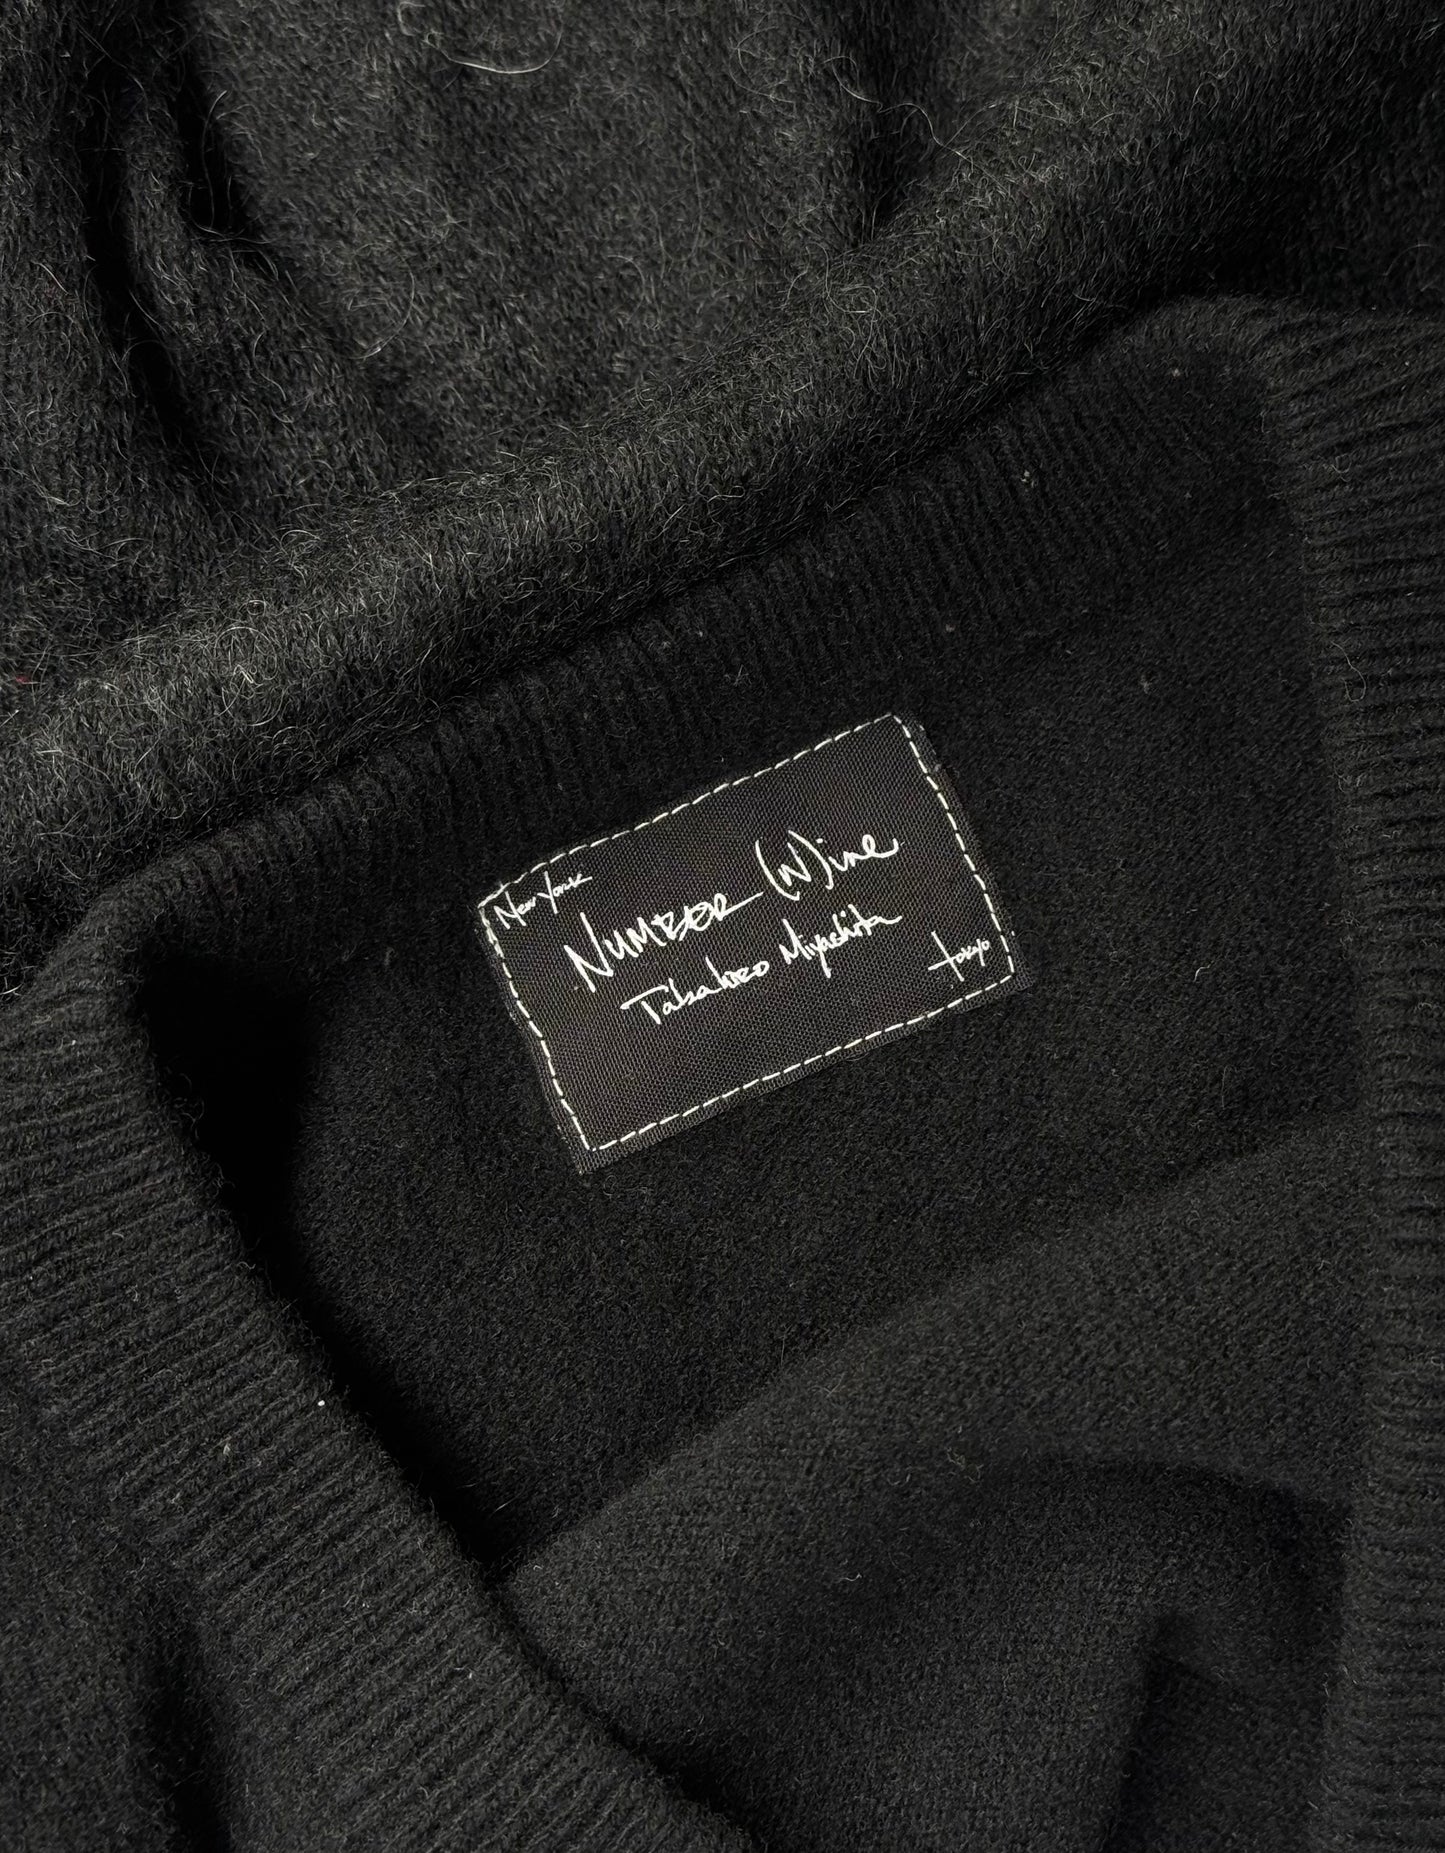 New York
NUMBER (N)ine
Takahiro Miyashita
tokyo